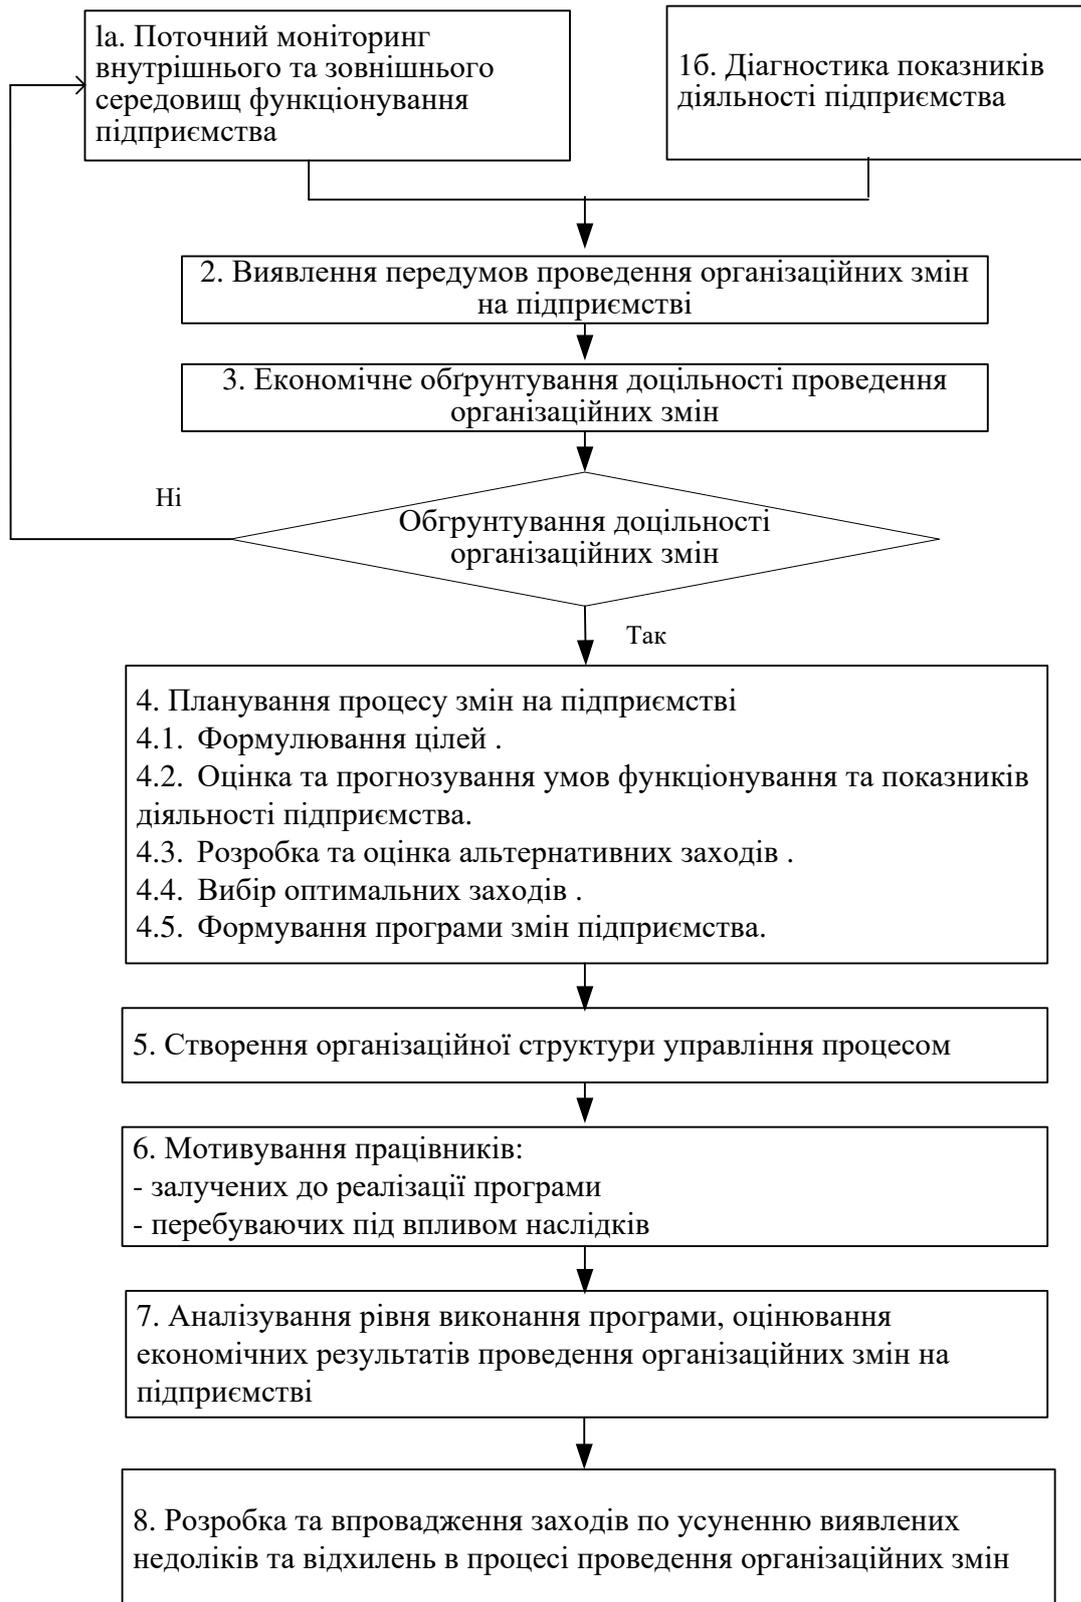 Ia. Поточний моніторинг
внутрішнього та зовнішнього
середовищ функціонування
підприємства
1б. Діагностика показників
діяльності підприємства
2. Виявлення передумов проведення організаційних змін
на підприємстві
3. Економічне обґрунтування доцільності проведення
організаційних змін
Ні
Обгрунтування доцільності
організаційних змін
Так
4. Планування процесу змін на підприємстві
4.1. Формулювання цілей .
4.2. Оцінка та прогнозування умов функціонування та показників
діяльності підприємства.
4.3. Розробка та оцінка альтернативних заходів .
4.4. Вибір оптимальних заходів .
4.5. Формування програми змін підприємства.
5. Створення організаційної структури управління процесом
6. Мотивування працівників:
- залучених до реалізації програми
- перебуваючих під впливом наслідків
7. Аналізування рівня виконання програми, оцінювання
економічних результатів проведення організаційних змін на
підприємстві
8. Розробка та впровадження заходів по усуненню виявлених
недоліків та відхилень в процесі проведення організаційних змін